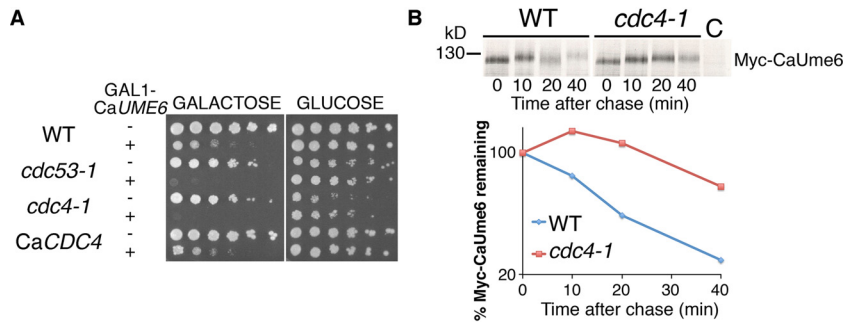 A
GAL1-
CaUME6
GALACTOSE
GLUCOSE
WT
-
+
cdc53-1
-
+
cdc4-1
-
+
CaCDC4
-
+
B
WT
cdc4-1
C
kD
130
Myc-CaUme6
0 10 20 40 0 10 20 40
Time after chase (min)
% Myc-CaUme6 remaining
100
20
WT
cdc4-1
0 10 20 30 40
Time after chase (min)